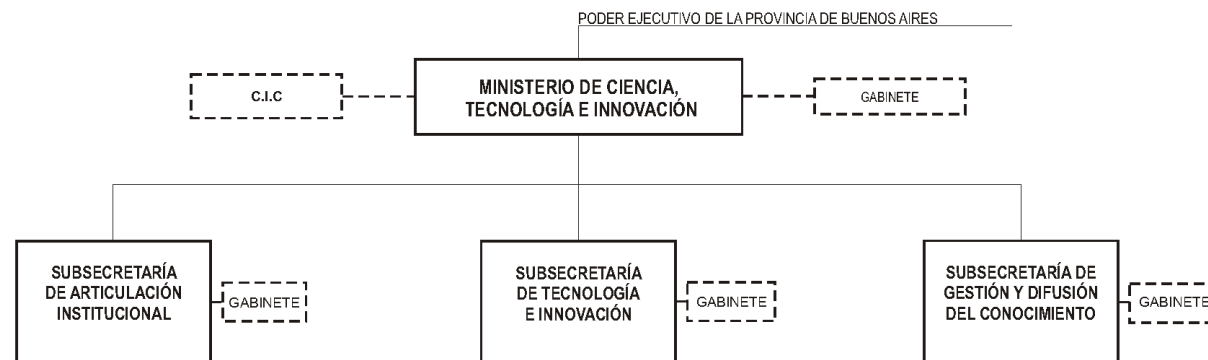 PODER EJECUTIVO DE LA PROVINCIA DE BUENOS AIRES
C.I.C
MINISTERIO DE CIENCIA,
TECNOLOGÍA E INNOVACIÓN
GABINETE
SUBSECRETARÍA
DE ARTICULACIÓN
INSTITUCIONAL
GABINETE
SUBSECRETARÍA
DE TECNOLOGÍA
E INNOVACIÓN
GABINETE
SUBSECRETARÍA DE
GESTIÓN Y DIFUSIÓN
DEL CONOCIMIENTO
GABINETE